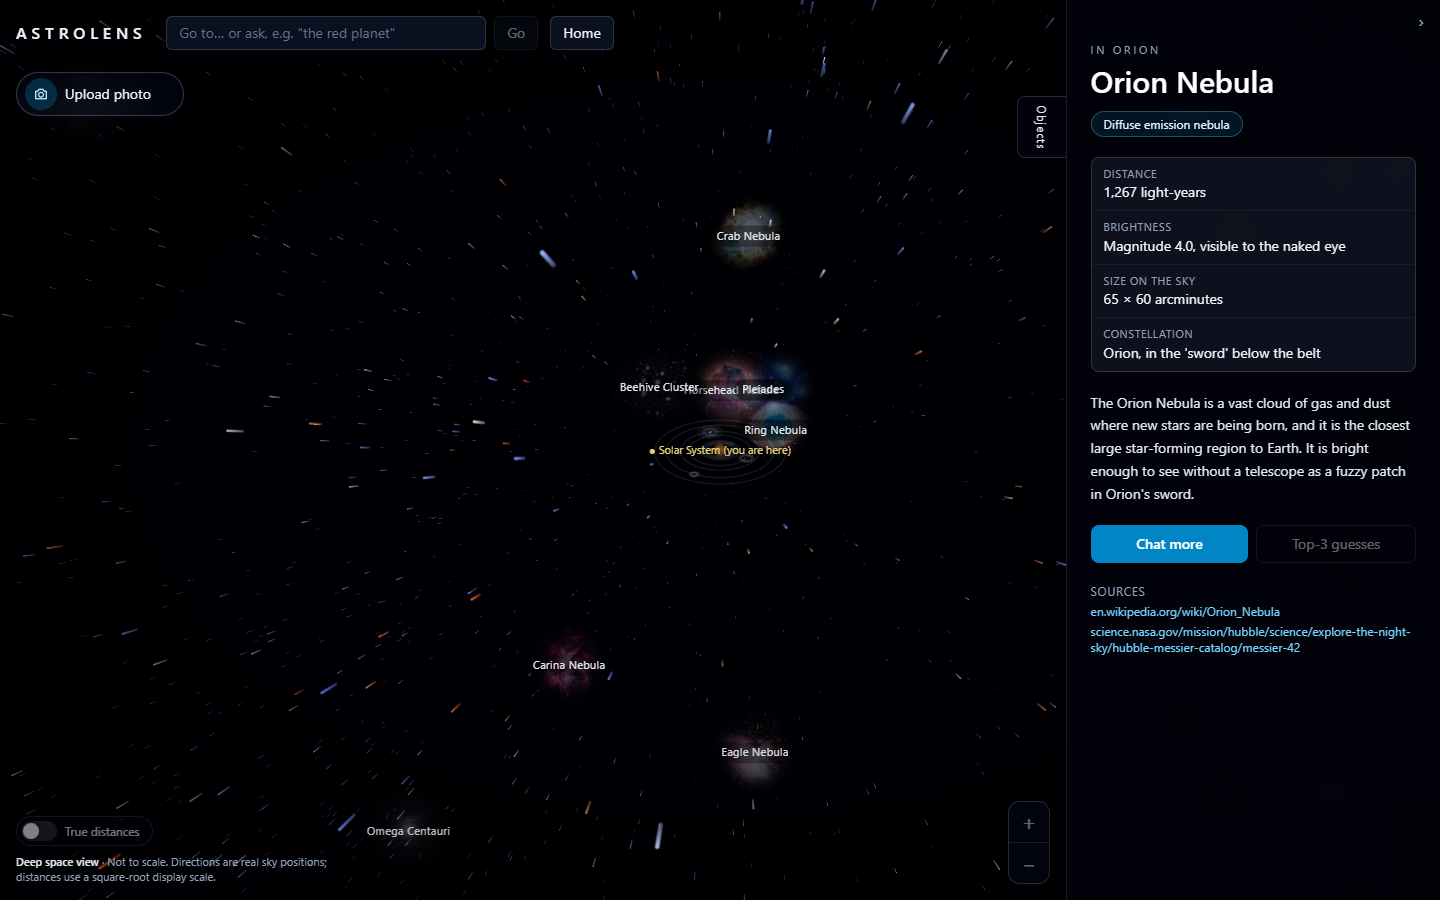 ASTROLENS
Go to... or ask, e.g. "the red planet"
Go
Home
Upload photo
Objects
Crab Nebula
Beehive Cluster
Horsehead
Pleiades
Ring Nebula
Solar System (you are here)
Carina Nebula
Eagle Nebula
Omega Centauri
True distances
Deep space view · Not to scale. Directions are real sky positions;
distances use a square-root display scale.
+
−
›
IN ORION
Orion Nebula
Diffuse emission nebula
DISTANCE
1,267 light-years
BRIGHTNESS
Magnitude 4.0, visible to the naked eye
SIZE ON THE SKY
65 × 60 arcminutes
CONSTELLATION
Orion, in the 'sword' below the belt
The Orion Nebula is a vast cloud of gas and dust
where new stars are being born, and it is the closest
large star-forming region to Earth. It is bright
enough to see without a telescope as a fuzzy patch
in Orion's sword.
Chat more
Top-3 guesses
SOURCES
en.wikipedia.org/wiki/Orion_Nebula
science.nasa.gov/mission/hubble/science/explore-the-night-
sky/hubble-messier-catalog/messier-42